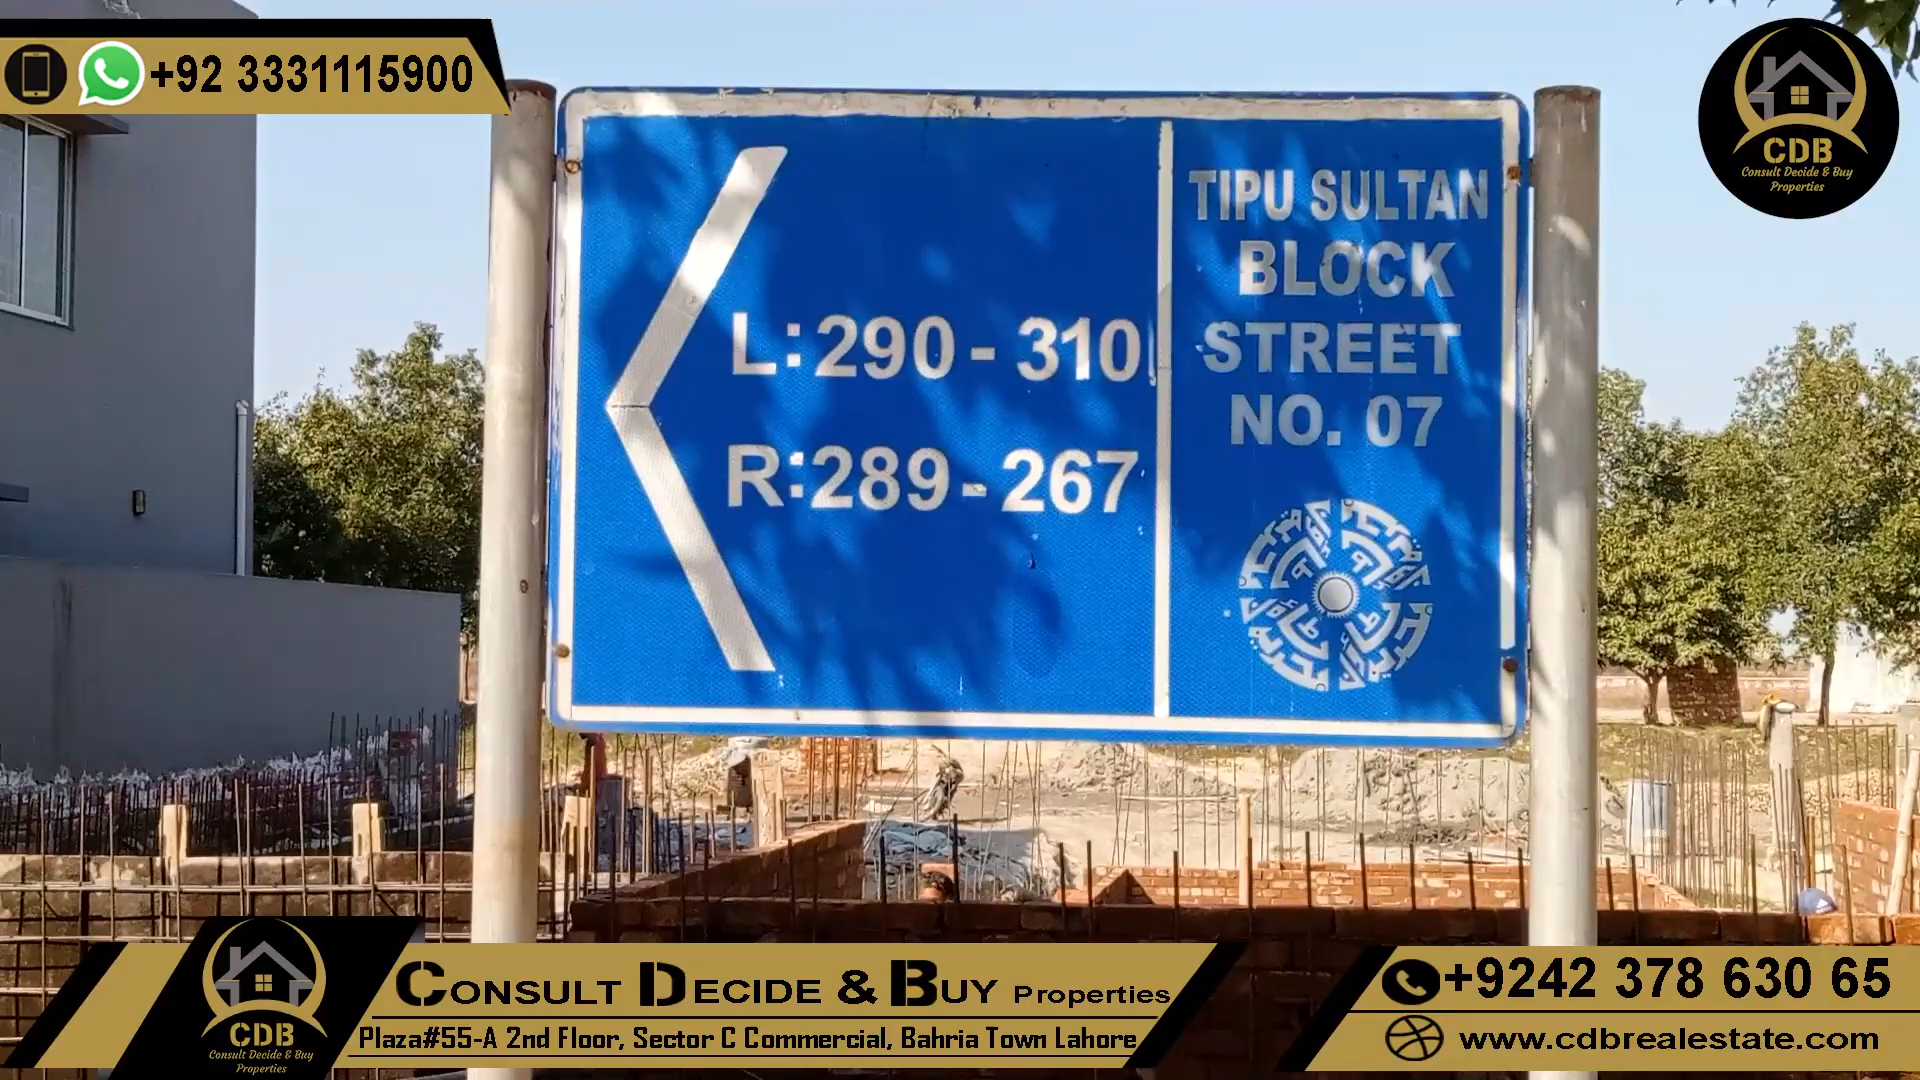 +92 3331115900
CDB
Consult Decide & Buy
Properties
TIPU SULTAN
BLOCK
STREET
NO. 07
L:290 - 310
R:289 - 267
CDB
Consult Decide & Buy
Properties
CONSULT DECIDE & BUY Properties
Plaza#55-A 2nd Floor, Sector C Commercial, Bahria Town Lahore
+9242 378 630 65
www.cdbrealestate.com